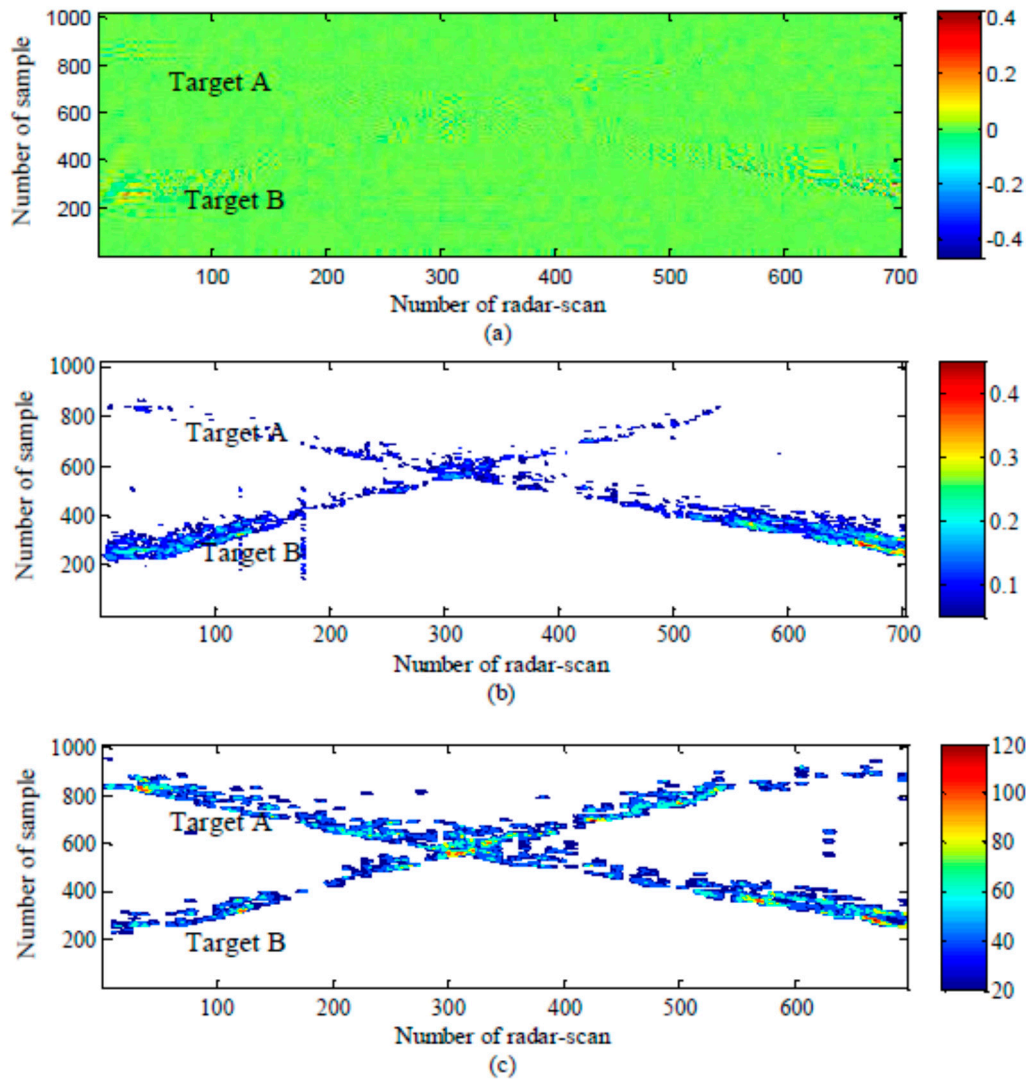 1000
800
600
400
200
Number of sample
Target A
Target B
100 200 300 400 500 600 700
Number of radar-scan
(a)
0.4
0.2
0
-0.2
-0.4
1000
800
600
400
200
Number of sample
Target A
Target B
100 200 300 400 500 600 700
Number of radar-scan
(b)
0.4
0.3
0.2
0.1
1000
800
600
400
200
Number of sample
Target A
Target B
100 200 300 400 500 600
Number of radar-scan
(c)
120
100
80
60
40
20